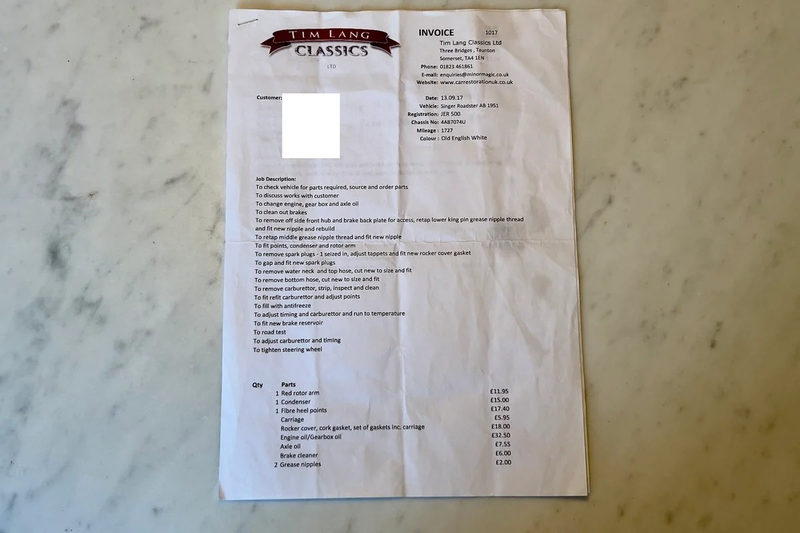 TIM LANG
CLASSICS
LTD
INVOICE 1017
Tim Lang Classics Ltd
Three Bridges, Taunton
Somerset, TA4 1EN
Phone: 01823 461861
E-mail: enquiries@minormagic.co.uk
Website: www.carrestorationuk.co.uk
Customer:
Date: 13.09.17
Vehicle: Singer Roadster AB 1951
Registration: JER 500
Chassis No: 4AB7074U
Mileage : 1727
Colour : Old English White
Job Description:
To check vehicle for parts required, source and order parts
To discuss works with customer
To change engine, gear box and axle oil
To clean out brakes
To remove off side front hub and brake back plate for access, retap lower king pin grease nipple thread
and fit new nipple and rebuild
To retap middle grease nipple thread and fit new nipple
To fit points, condenser and rotor arm
To remove spark plugs - 1 seized in, adjust tappets and fit new rocker cover gasket
To gap and fit new spark plugs
To remove water neck and top hose, cut new to size and fit
To remove bottom hose, cut new to size and fit
To remove carburettor, strip, inspect and clean
To fit refit carburettor and adjust points
To fill with antifreeze
To adjust timing and carburettor and run to temperature
To fit new brake reservoir
To road test
To adjust carburettor and timing
To tighten steering wheel
Qty Parts
1 Red rotor arm £11.95
1 Condenser £15.00
1 Fibre heel points £17.40
Carriage £5.95
Rocker cover, cork gasket, set of gaskets inc. carriage £18.00
Engine oil/Gearbox oil £32.50
Axle oil £7.55
Brake cleaner £6.00
2 Grease nipples £2.00